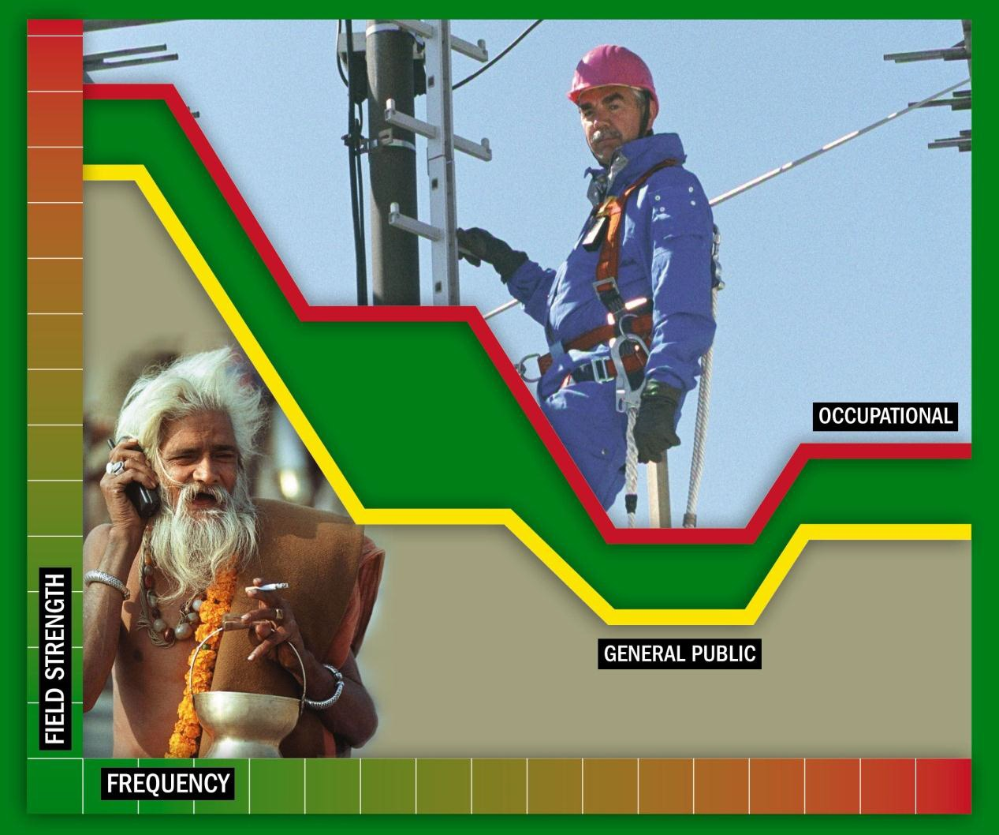 OCCUPATIONAL
GENERAL PUBLIC
FIELD STRENGTH
FREQUENCY